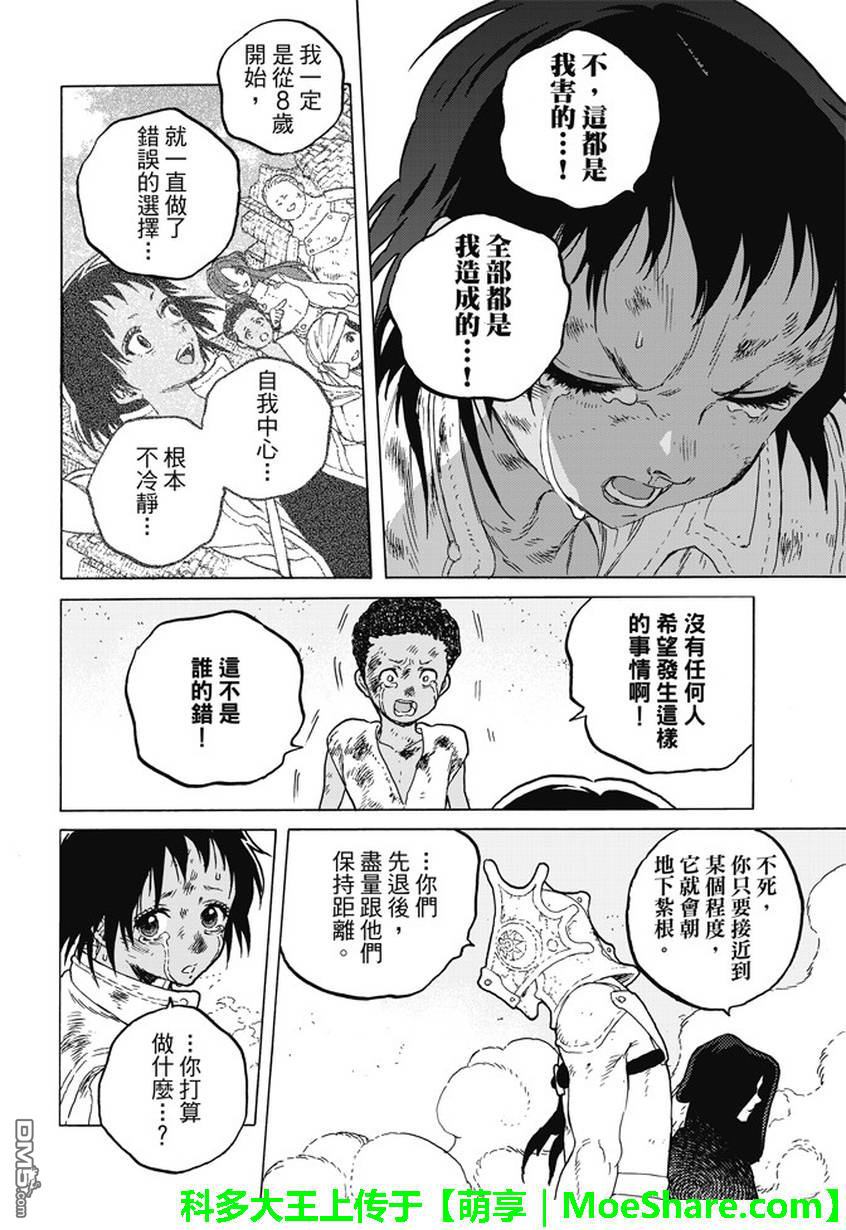 不，這都是
我害的⋯！
全部都是
我造成的⋯！
我一定
是從8歲
開始，
就一直做了
錯誤的選擇⋯
自我中心⋯
根本
不冷靜⋯
沒有任何人
希望發生這樣
的事情啊！
這不是
誰的錯！
不死，
你只要接近到
某個程度，
它就會朝
地下紮根。
⋯你們
先退後，
盡量跟他們
保持距離。
⋯你打算
做什麼⋯？
DM5.com
科多大王上传于【萌享｜MoeShare.com】